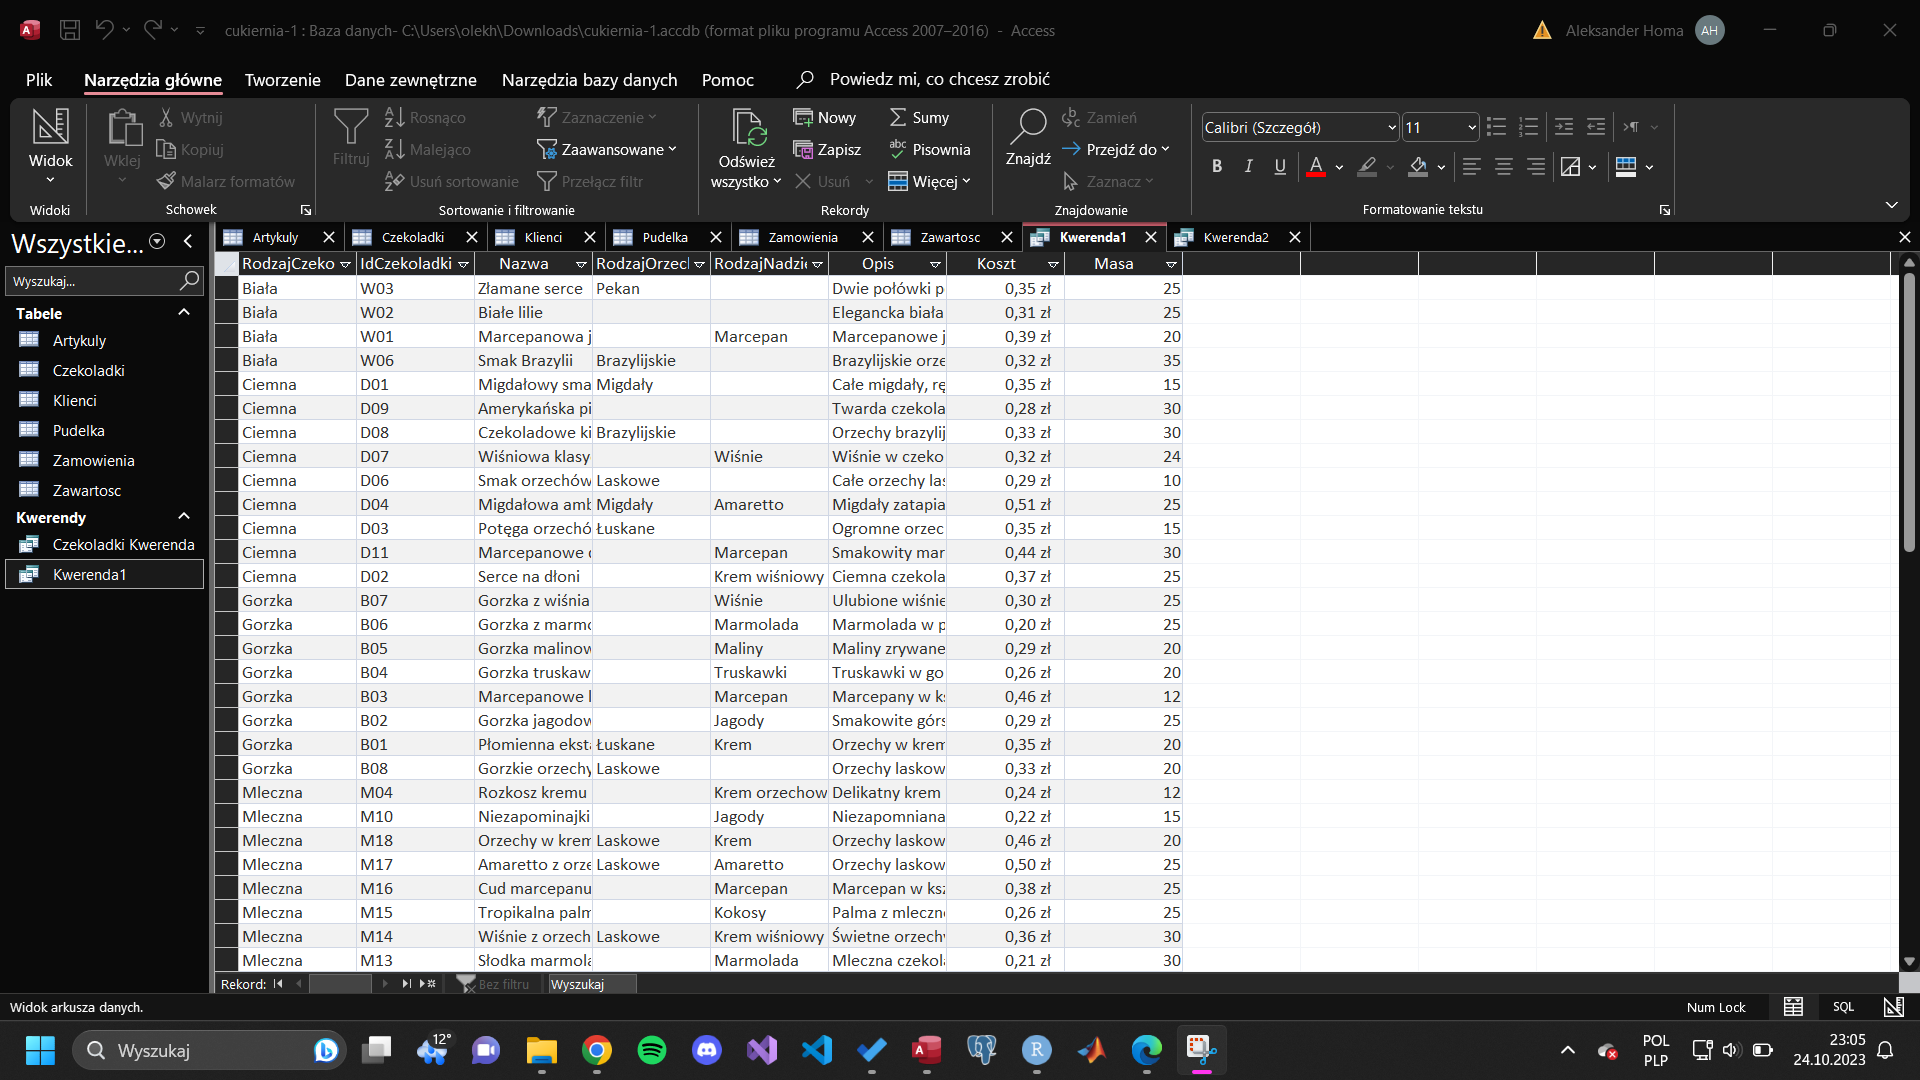 cukiernia-1 : Baza danych- C:\Users\olekh\Downloads\cukiernia-1.accdb (format pliku programu Access 2007–2016) - Access
Aleksander Homa AH
Plik Narzędzia główne Tworzenie Dane zewnętrzne Narzędzia bazy danych Pomoc Powiedz mi, co chcesz zrobić
Widok Wklej Wytnij Kopiuj Malarz formatów
Filtruj Rosnąco Malejąco Usuń sortowanie Zaznaczenie Zaawansowane Przełącz filtr
Odśwież wszystko Nowy Zapisz Usuń Sumy Pisownia Więcej
Znajdź Zamień Przejdź do Zaznacz
Calibri (Szczegół) 11
B I U A
Widoki Schowek Sortowanie i filtrowanie Rekordy Znajdowanie Formatowanie tekstu
Wszystkie...
Wyszukaj...
Tabele
Artykuly
Czekoladki
Klienci
Pudelka
Zamowienia
Zawartosc
Kwerendy
Czekoladki Kwerenda
Kwerenda1
Artykuly Czekoladki Klienci Pudelka Zamowienia Zawartosc Kwerenda1 Kwerenda2
RodzajCzeko IdCzekoladki Nazwa RodzajOrzecl RodzajNadzie Opis Koszt Masa
Biała W03 Złamane serce Pekan Dwie połówki p 0,35 zł 25
Biała W02 Białe lilie Elegancka biała 0,31 zł 25
Biała W01 Marcepanowa j Marcepan Marcepanowe j 0,39 zł 20
Biała W06 Smak Brazylii Brazylijskie Brazylijskie orze 0,32 zł 35
Ciemna D01 Migdałowy sma Migdały Całe migdały, rę 0,35 zł 15
Ciemna D09 Amerykańska pi Twarda czekola 0,28 zł 30
Ciemna D08 Czekoladowe ki Brazylijskie Orzechy brazylij 0,33 zł 30
Ciemna D07 Wiśniowa klasy Wiśnie Wiśnie w czeko 0,32 zł 24
Ciemna D06 Smak orzechów Laskowe Całe orzechy las 0,29 zł 10
Ciemna D04 Migdałowa amb Migdały Amaretto Migdały zatapia 0,51 zł 25
Ciemna D03 Potęga orzechó Łuskane Ogromne orzec 0,35 zł 15
Ciemna D11 Marcepanowe d Marcepan Smakowity mar 0,44 zł 30
Ciemna D02 Serce na dłoni Krem wiśniowy Ciemna czekola 0,37 zł 25
Gorzka B07 Gorzka z wiśnia Wiśnie Ulubione wiśnie 0,30 zł 25
Gorzka B06 Gorzka z marmo Marmolada Marmolada w p 0,20 zł 25
Gorzka B05 Gorzka malinow Maliny Maliny zrywane 0,29 zł 20
Gorzka B04 Gorzka truskaw Truskawki Truskawki w go 0,26 zł 20
Gorzka B03 Marcepanowe k Marcepan Marcepany w ks 0,46 zł 12
Gorzka B02 Gorzka jagodow Jagody Smakowite górs 0,29 zł 25
Gorzka B01 Płomienna eksta Łuskane Krem Orzechy w krem 0,35 zł 20
Gorzka B08 Gorzkie orzechy Laskowe Orzechy laskow 0,33 zł 20
Mleczna M04 Rozkosz kremu Krem orzechow Delikatny krem 0,24 zł 12
Mleczna M10 Niezapominajki Jagody Niezapomniana 0,22 zł 15
Mleczna M18 Orzechy w krem Laskowe Krem Orzechy laskow 0,46 zł 20
Mleczna M17 Amaretto z orze Laskowe Amaretto Orzechy laskow 0,50 zł 25
Mleczna M16 Cud marcepanu Marcepan Marcepan w ksz 0,38 zł 25
Mleczna M15 Tropikalna palm Kokosy Palma z mleczne 0,26 zł 25
Mleczna M14 Wiśnie z orzech Laskowe Krem wiśniowy Świetne orzechy 0,36 zł 30
Mleczna M13 Słodka marmola Marmolada Mleczna czekola 0,21 zł 30
Rekord: Bez filtru Wyszukaj
Widok arkusza danych. Num Lock SQL
Wyszukaj 12° POL PLP 23:05 24.10.2023